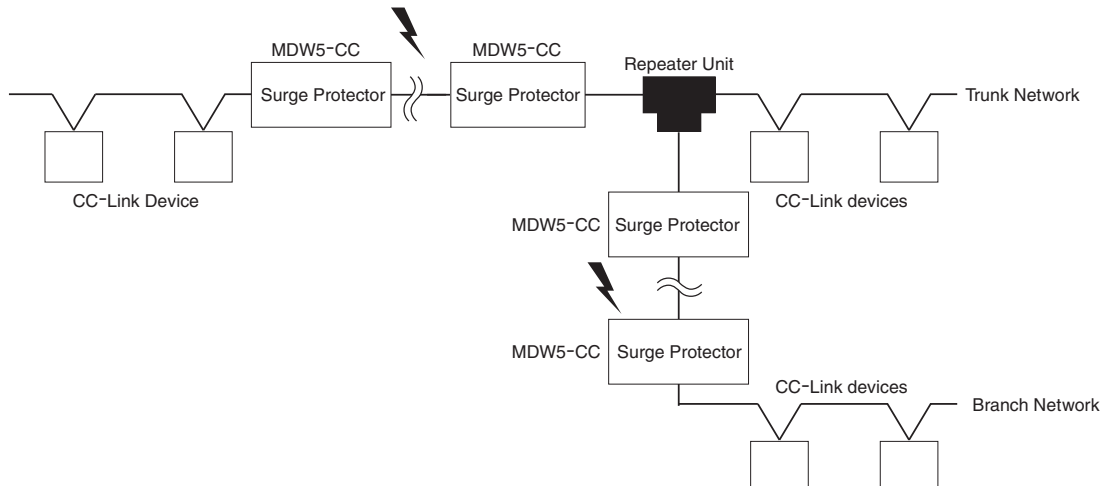 MDW5-CC
MDW5-CC
Repeater Unit
Surge Protector
Surge Protector
Trunk Network
CC-Link Device
CC-Link devices
MDW5-CC
Surge Protector
MDW5-CC
Surge Protector
CC-Link devices
Branch Network